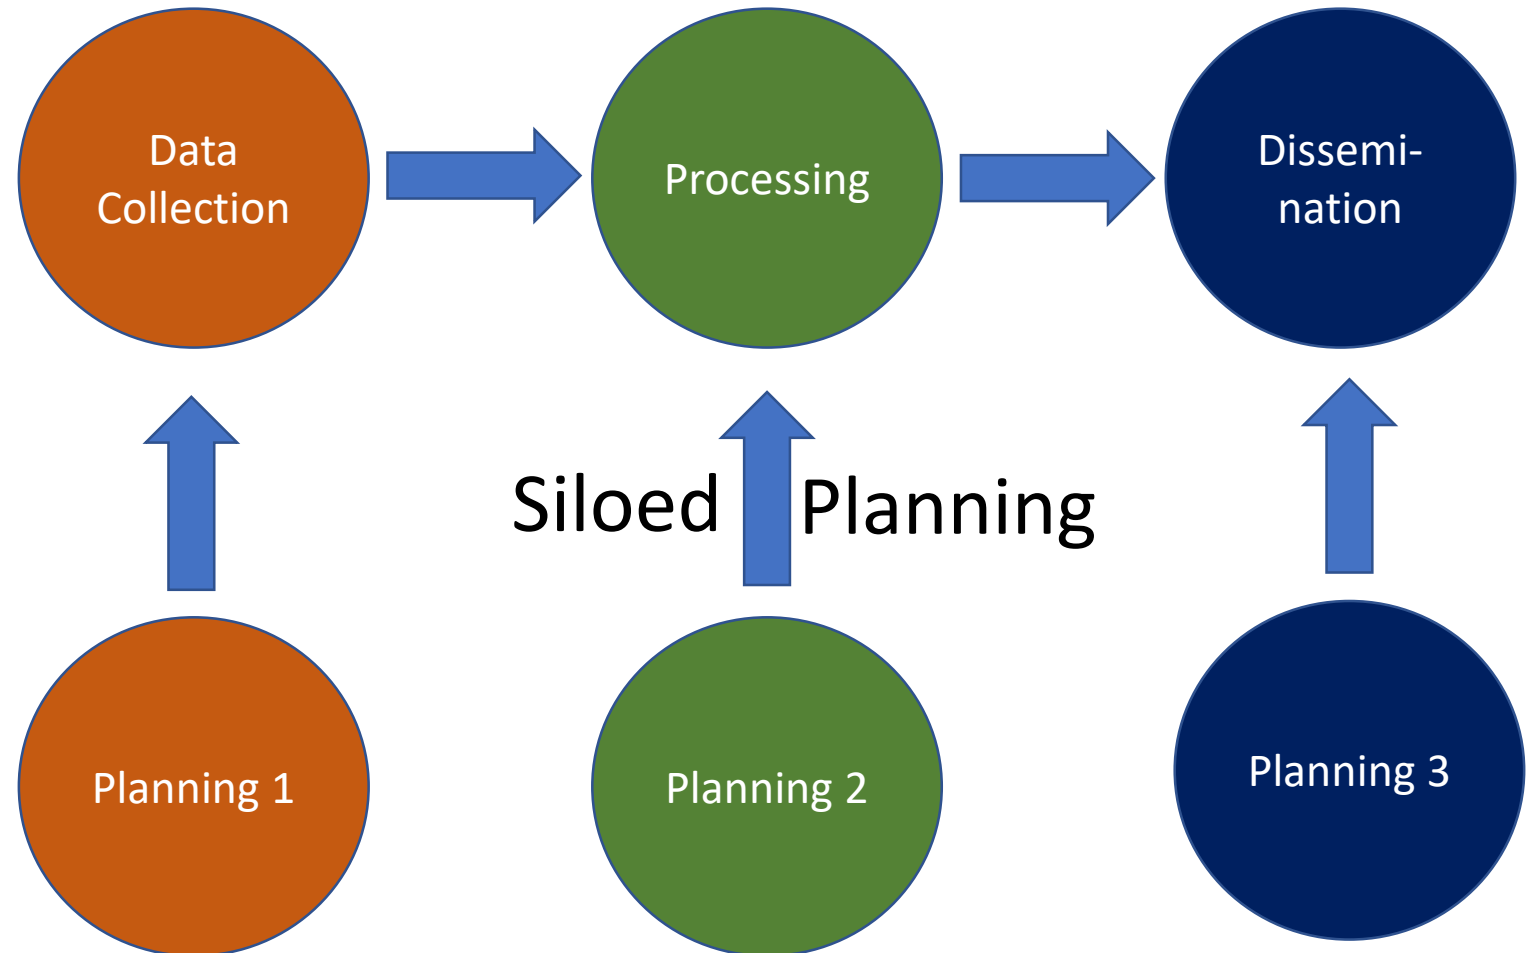 Data
Collection
Processing
Dissemi-
nation
Siloed Planning
Planning 1
Planning 2
Planning 3